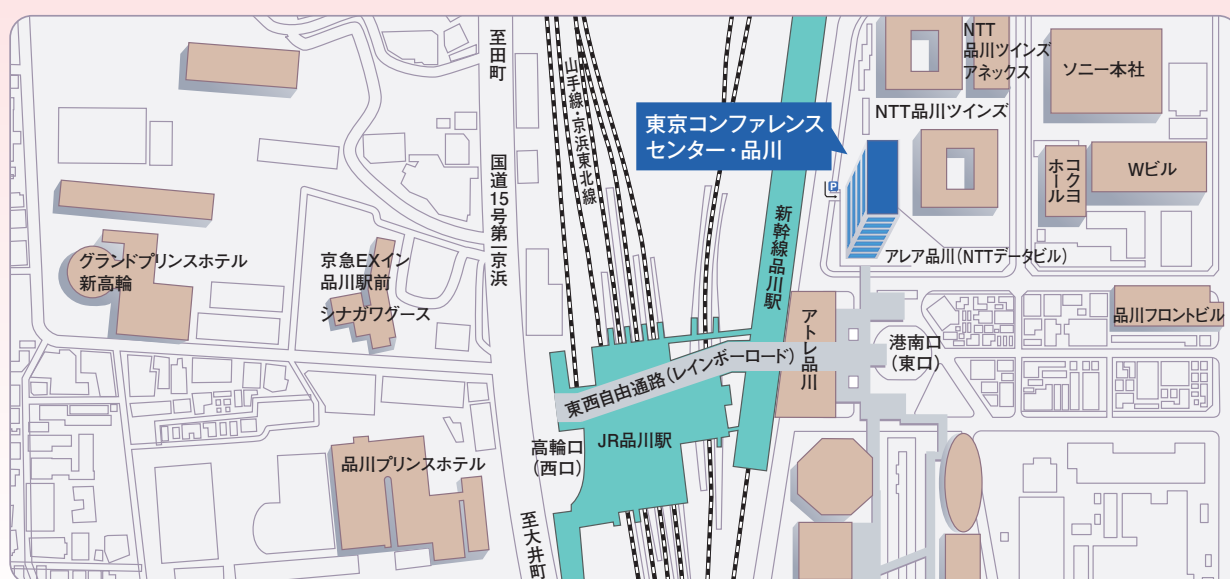 至田町
山手線・京浜東北線
国道15号第一京浜
東京コンファレンス
センター・品川
P
新幹線品川駅
NTT
品川ツインズ
アネックス
NTT品川ツインズ
ソニー本社
コクヨ
ホール
Wビル
アレア品川(NTTデータビル)
グランドプリンスホテル
新高輪
京急EXイン
品川駅前
シナガワグース
アトレ品川
港南口
(東口)
品川フロントビル
東西自由通路(レインボーロード)
JR品川駅
高輪口
(西口)
品川プリンスホテル
至大井町